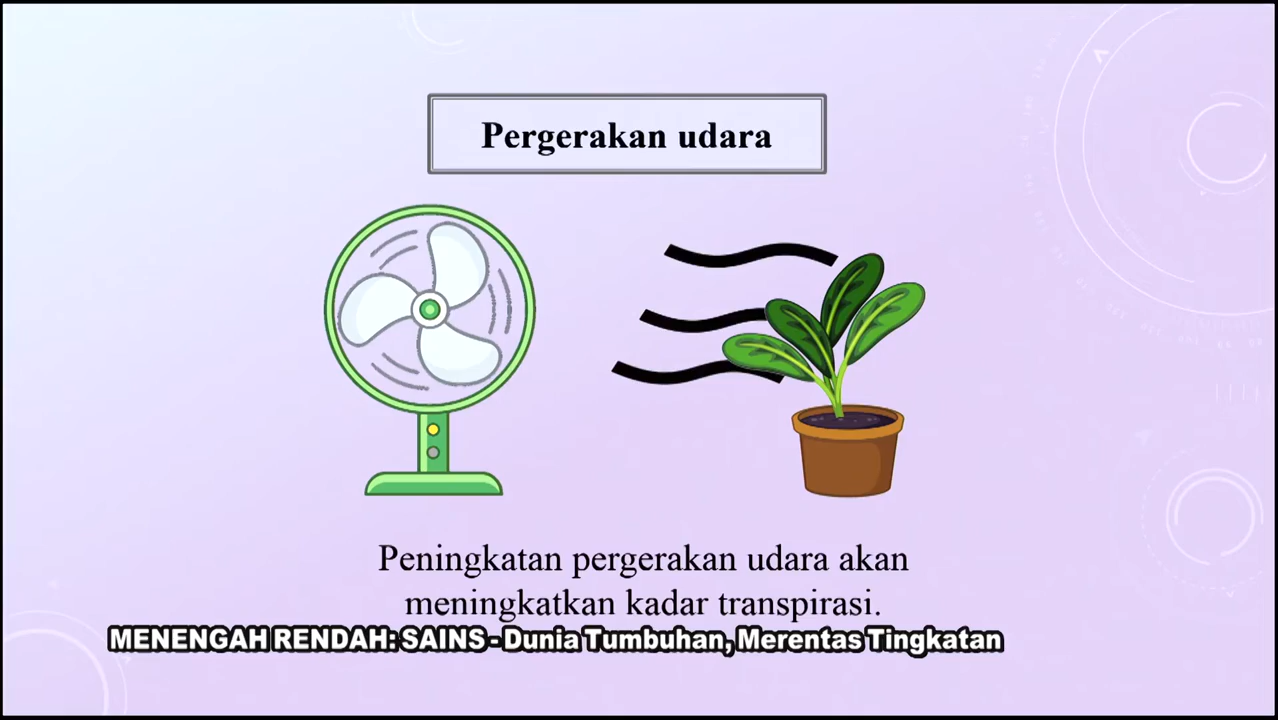 Pergerakan udara
Peningkatan pergerakan udara akan
meningkatkan kadar transpirasi.
MENENGAH RENDAH: SAINS - Dunia Tumbuhan, Merentas Tingkatan